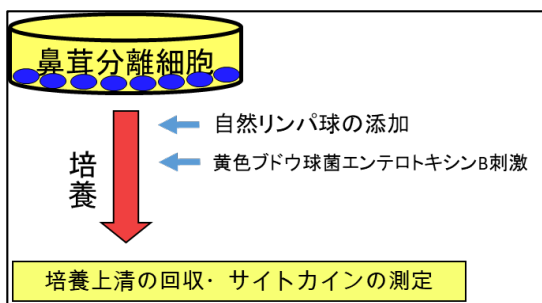 鼻茸分離細胞
自然リンパ球の添加
黄色ブドウ球菌エンテロトキシンB刺激
培養
培養上清の回収・サイトカインの測定